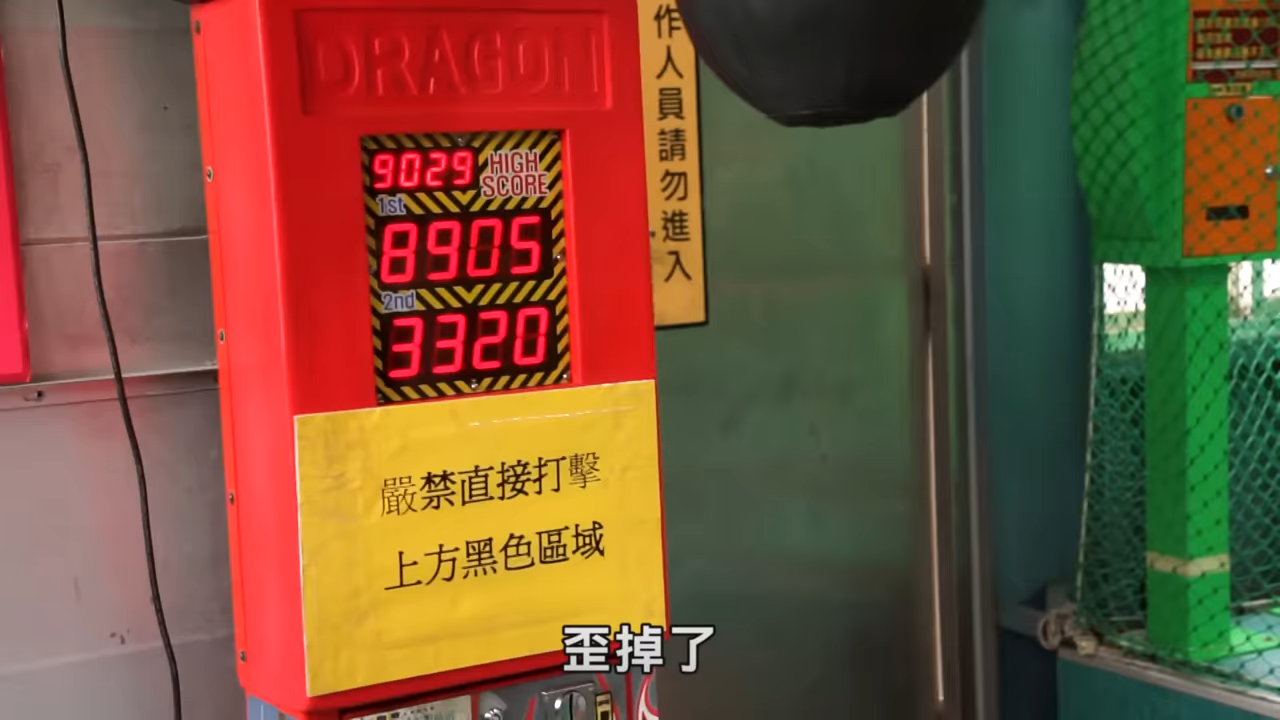 DRAGON
9029
HIGH
SCORE
1st
8905
2nd
3320
嚴禁直接打擊
上方黑色區域
作人員請勿進入
歪掉了